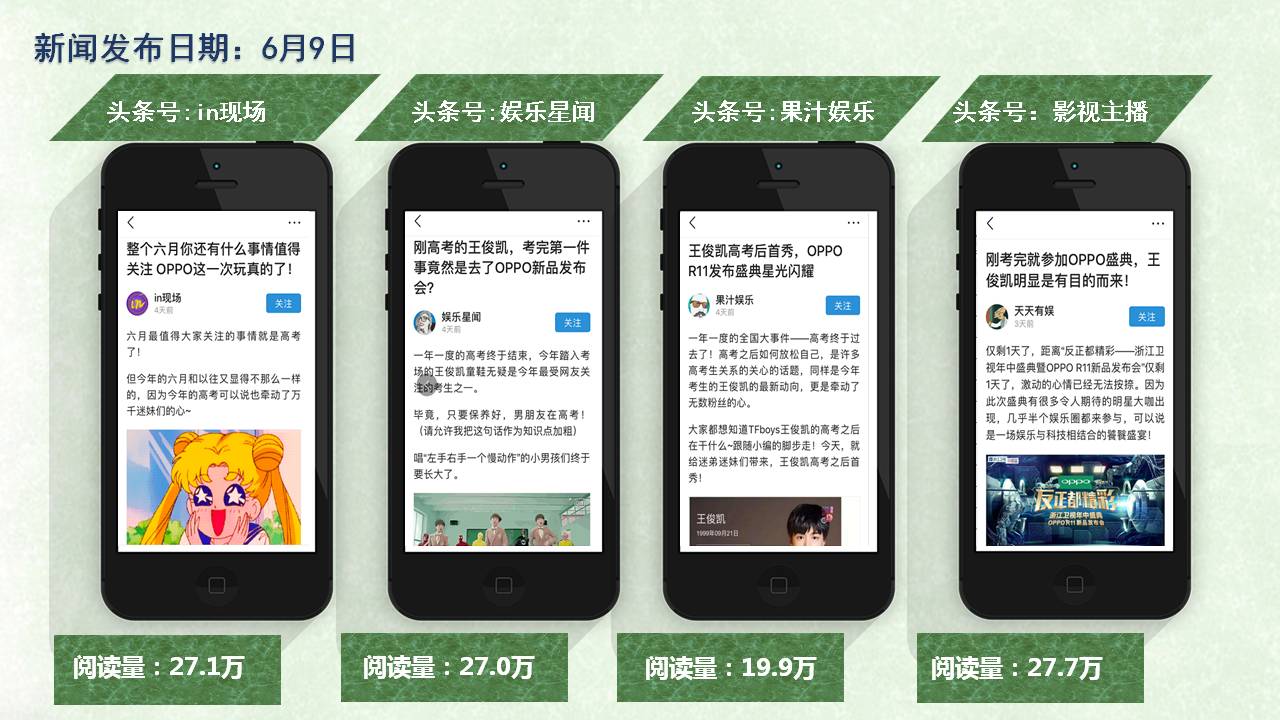 新闻发布日期：6月9日
头条号:in现场
头条号:娱乐星闻
头条号:果汁娱乐
头条号：影视主播
整个六月你还有什么事情值得
关注 OPPO这一次玩真的了！
in现场
4天前
关注
六月最值得大家关注的事情就是高考
了！
但今年的六月和以往又显得不那么一样
的，因为今年的高考可以说也牵动了万
千迷妹们的心~
刚高考的王俊凯，考完第一件
事竟然是去了OPPO新品发布
会？
娱乐星闻
4天前
关注
一年一度的高考终于结束，今年踏入考
场的王俊凯童鞋无疑是今年最受网友关
注的考生之一。
毕竟，只要保养好，男朋友在高考！
（请允许我把这句话作为知识点加粗）
唱“左手右手一个慢动作”的小男孩们终于
要长大了。
王俊凯高考后首秀，OPPO
R11发布盛典星光闪耀
果汁娱乐
4天前
关注
一年一度的全国大事件——高考终于过
去了！高考之后如何放松自己，是许多
高考生关系的关心的话题，同样是今年
考生的王俊凯的最新动向，更是牵动了
无数粉丝的心。
大家都想知道TFboys王俊凯的高考之后
在干什么~跟随小编的脚步走！今天，就
给迷弟迷妹们带来，王俊凯高考之后首
秀！
王俊凯
1999年09月21日
刚考完就参加OPPO盛典，王
俊凯明显是有目的而来！
天天有娱
3天前
关注
仅剩1天了，距离“反正都精彩——浙江卫
视年中盛典暨OPPO R11新品发布会”仅剩
1天了，激动的心情已经无法按捺。因为
此次盛典有很多令人期待的明星大咖出
现，几乎半个娱乐圈都来参与，可以说
是一场娱乐与科技相结合的饕餮盛宴！
oppo
反正都精彩
浙江卫视年中盛典
OPPO R11 新品发布会
阅读量：27.1万
阅读量：27.0万
阅读量：19.9万
阅读量：27.7万